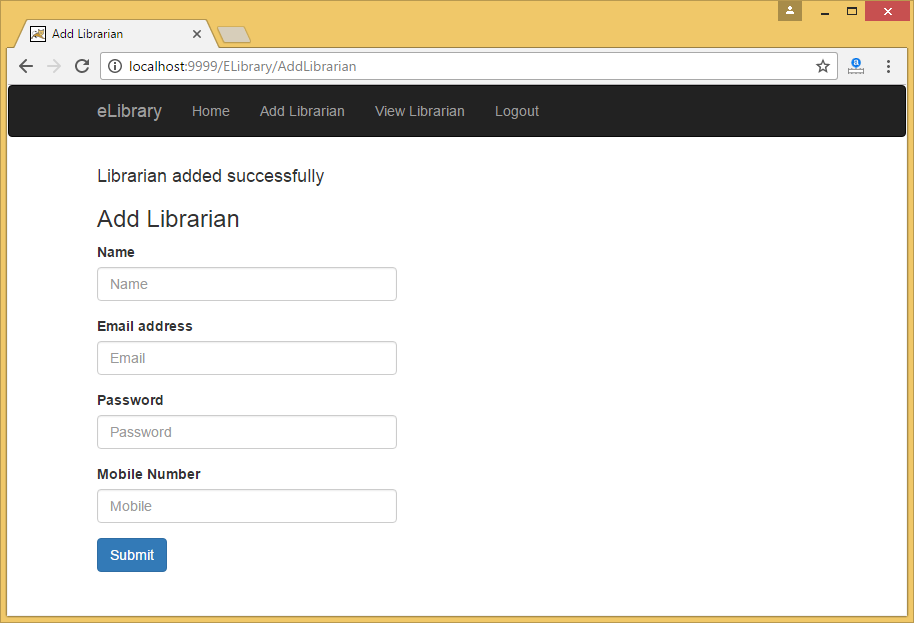 Add Librarian
localhost:9999/ELibrary/AddLibrarian
eLibrary Home Add Librarian View Librarian Logout
Librarian added successfully
Add Librarian
Name
Name
Email address
Email
Password
Password
Mobile Number
Mobile
Submit